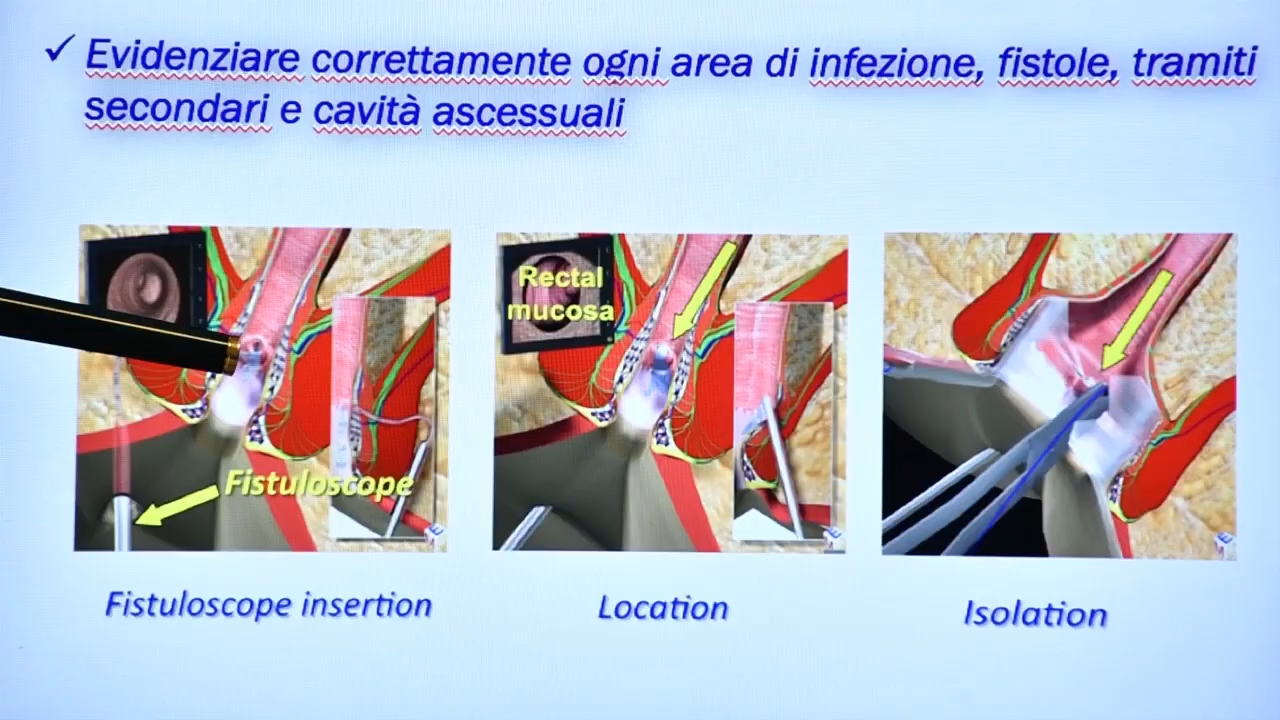 ✓ Evidenziare correttamente ogni area di infezione, fistole, tramiti
secondari e cavità ascessuali
Rectal
mucosa
Fistuloscope
Fistuloscope insertion
Location
Isolation